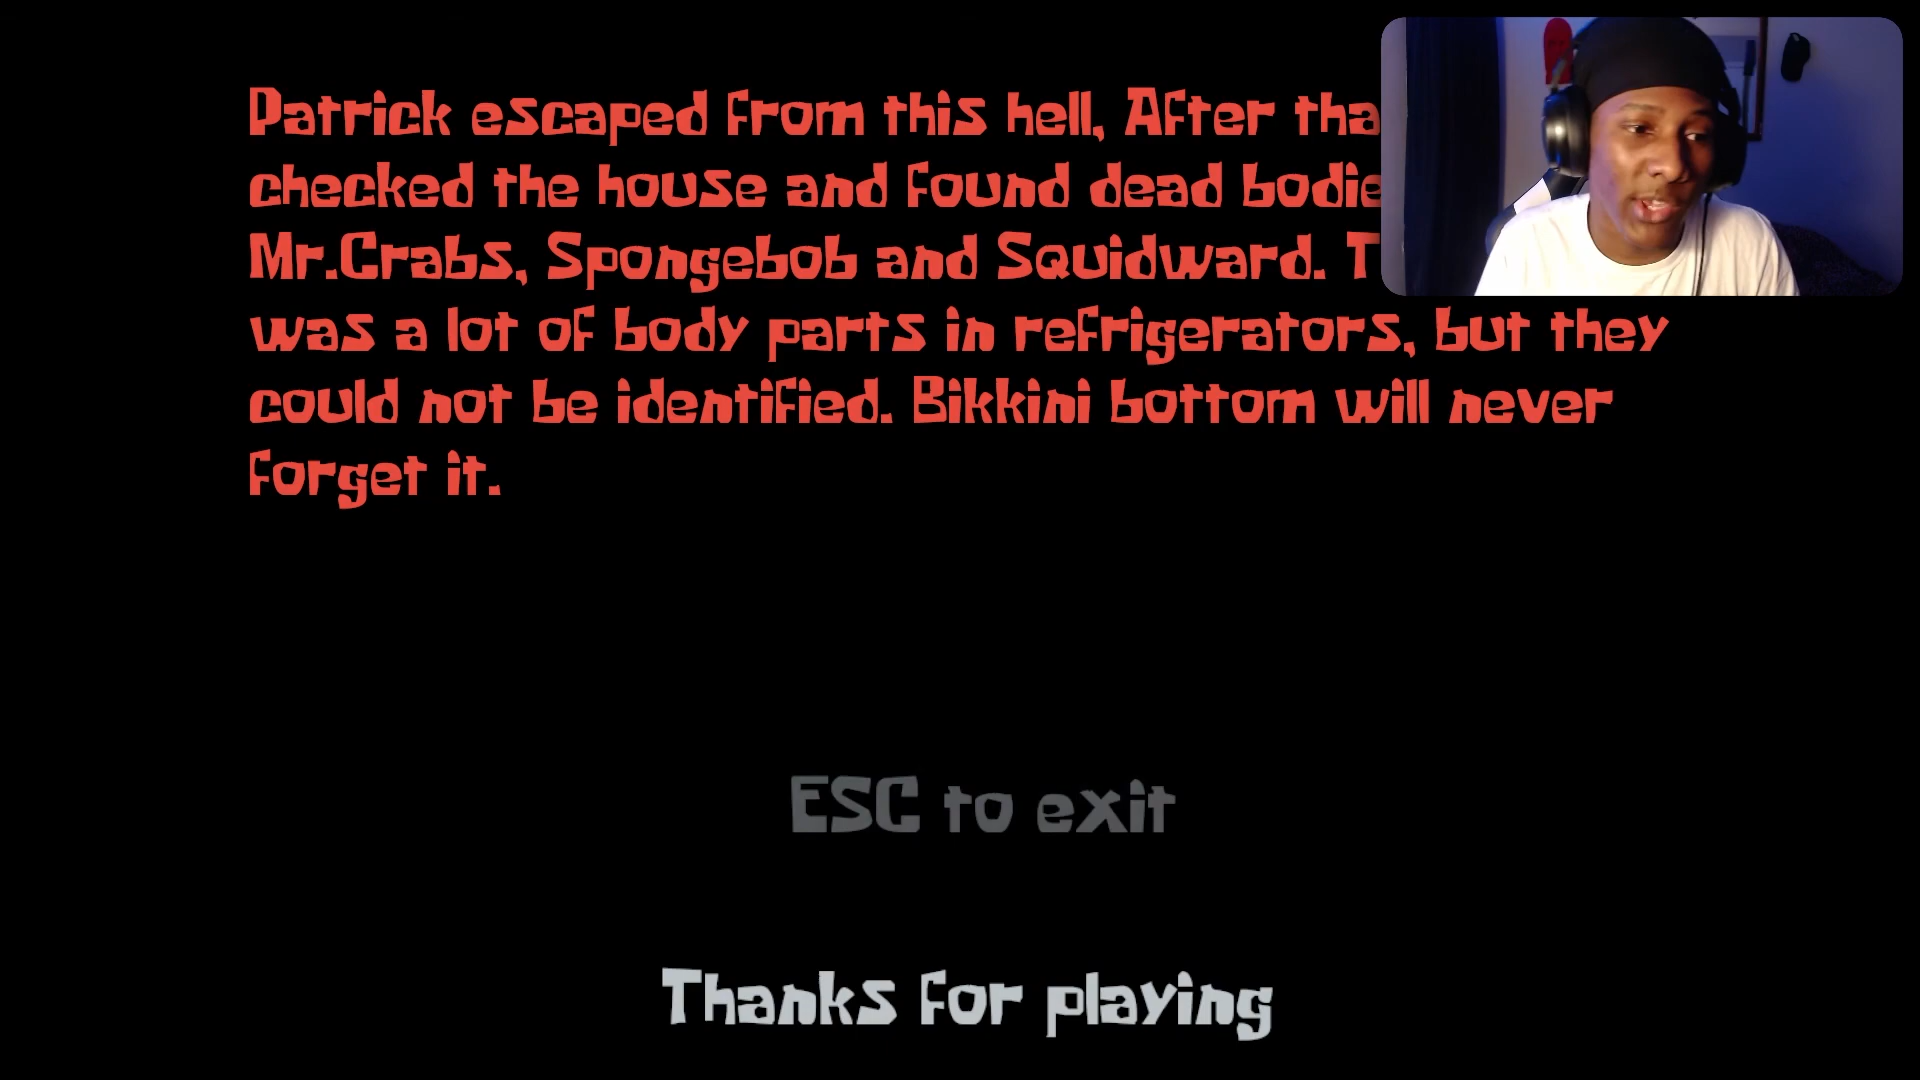 Patrick escaped from this hell, After
checked the house and found dead
Mr.Crabs, Spongebob and Squidward.
was a lot of body parts in refrigerators, but they
could not be identified. Bikkini bottom will never
forget it.
ESC to exit
Thanks for playing